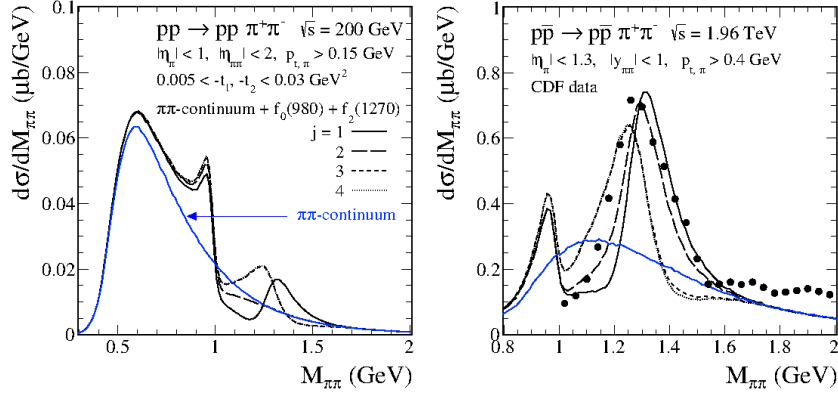 dσ/dM_ππ (μb/GeV)
0.1
0.08
0.06
0.04
0.02
0
pp → pp π⁺π⁻ √s = 200 GeV
|η_π| < 1, |η_ππ| < 2, p_t, π > 0.15 GeV
0.005 < -t₁, -t₂ < 0.03 GeV²
ππ-continuum + f₀(980) + f₂(1270)
j = 1
2
3
4
ππ-continuum
0.5
1
1.5
2
M_ππ (GeV)
dσ/dM_ππ (μb/GeV)
1
0.8
0.6
0.4
0.2
0
pp̅ → pp̅ π⁺π⁻ √s = 1.96 TeV
|η_π| < 1.3, |y_ππ| < 1, p_t, π > 0.4 GeV
CDF data
0.8
1
1.2
1.4
1.6
1.8
2
M_ππ (GeV)